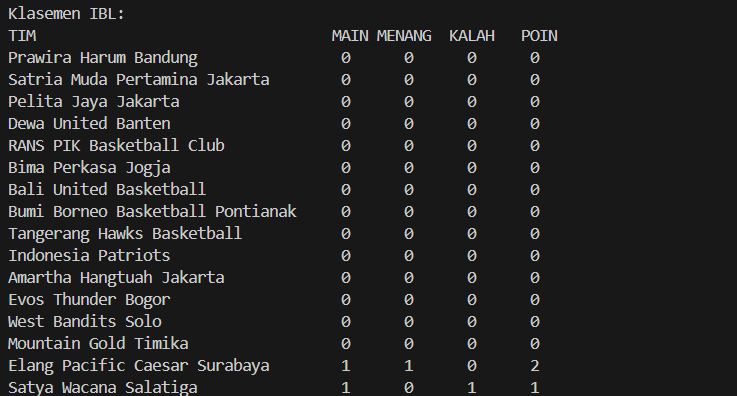 Klasemen IBL:
TIM MAIN MENANG KALAH POIN
Prawira Harum Bandung 0 0 0 0
Satria Muda Pertamina Jakarta 0 0 0 0
Pelita Jaya Jakarta 0 0 0 0
Dewa United Banten 0 0 0 0
RANS PIK Basketball Club 0 0 0 0
Bima Perkasa Jogja 0 0 0 0
Bali United Basketball 0 0 0 0
Bumi Borneo Basketball Pontianak 0 0 0 0
Tangerang Hawks Basketball 0 0 0 0
Indonesia Patriots 0 0 0 0
Amartha Hangtuah Jakarta 0 0 0 0
Evos Thunder Bogor 0 0 0 0
West Bandits Solo 0 0 0 0
Mountain Gold Timika 0 0 0 0
Elang Pacific Caesar Surabaya 1 1 0 2
Satya Wacana Salatiga 1 0 1 1